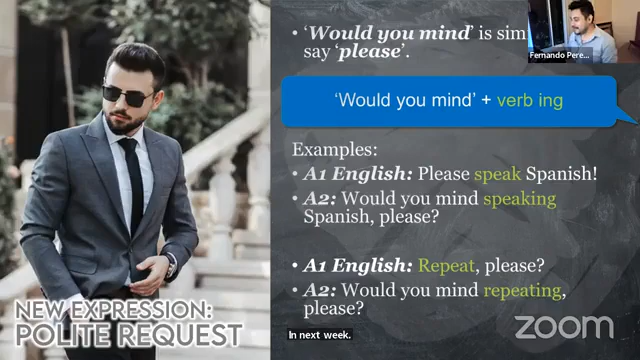 • 'Would you mind' is sim
say 'please'.
Fernando Pere...
'Would you mind' + verb ing
Examples:
• A1 English: Please speak Spanish!
• A2: Would you mind speaking
Spanish, please?
• A1 English: Repeat, please?
• A2: Would you mind repeating,
please?
NEW EXPRESSION:
POLITE REQUEST
In next week.
zoom